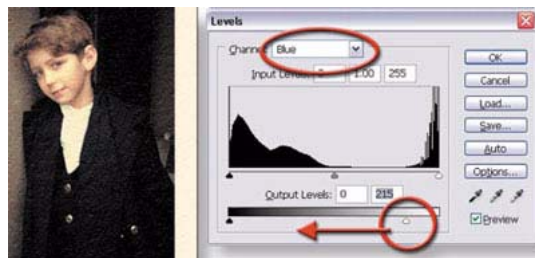 Levels
Channel: Blue
OK
Input Levels: 0 1.00 255
Cancel
Load...
Save...
Auto
Options...
Output Levels: 0 215
Preview